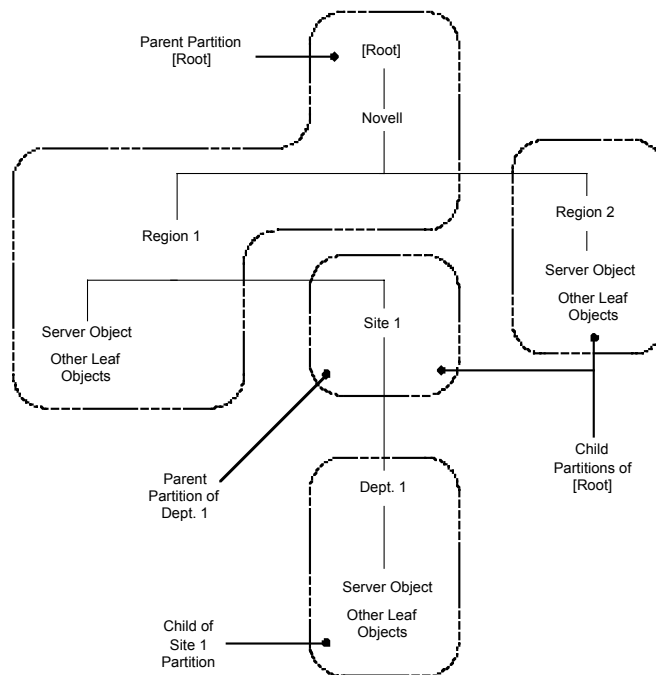 Parent Partition
[Root]
[Root]
Novell
Region 1
Region 2
Server Object
Other Leaf
Objects
Site 1
Server Object
Other Leaf
Objects
Parent
Partition of
Dept. 1
Child
Partitions of
[Root]
Dept. 1
Server Object
Other Leaf
Objects
Child of
Site 1
Partition